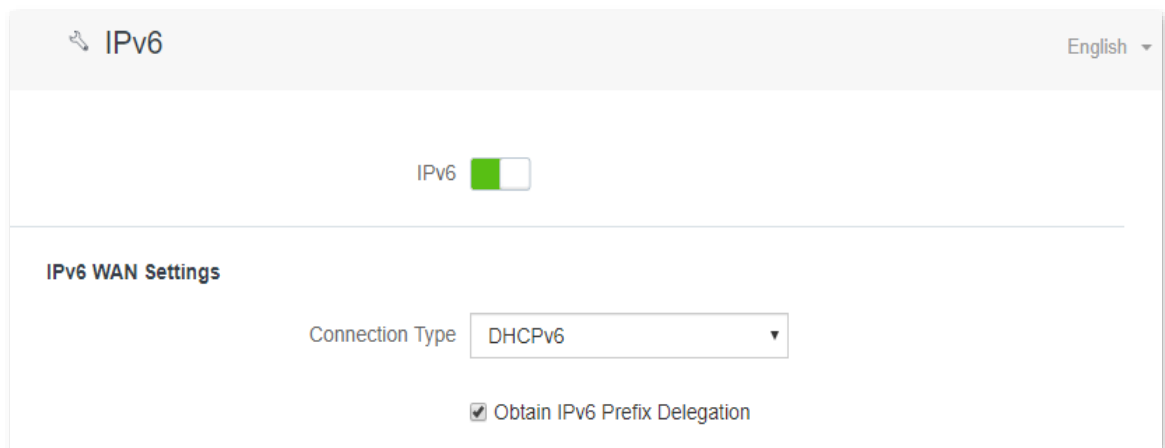 IPv6
English
IPv6
IPv6 WAN Settings
Connection Type DHCPv6
Obtain IPv6 Prefix Delegation